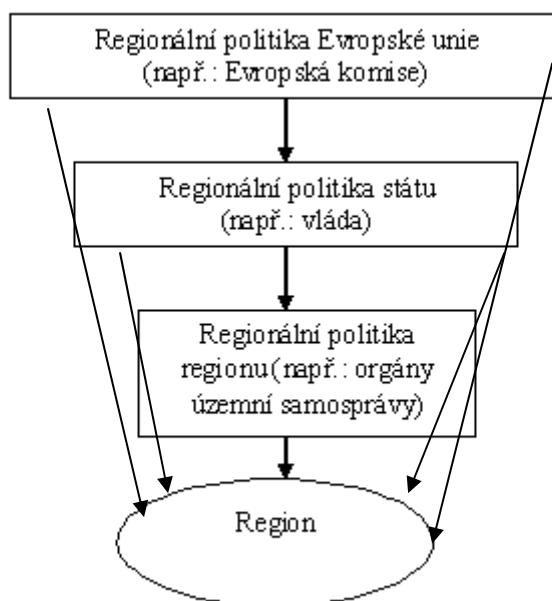 Regionální politika Evropské unie
(např.: Evropská komise)
Regionální politika státu
(např.: vláda)
Regionální politika
regionu(např.: orgány
územní samosprávy)
Region